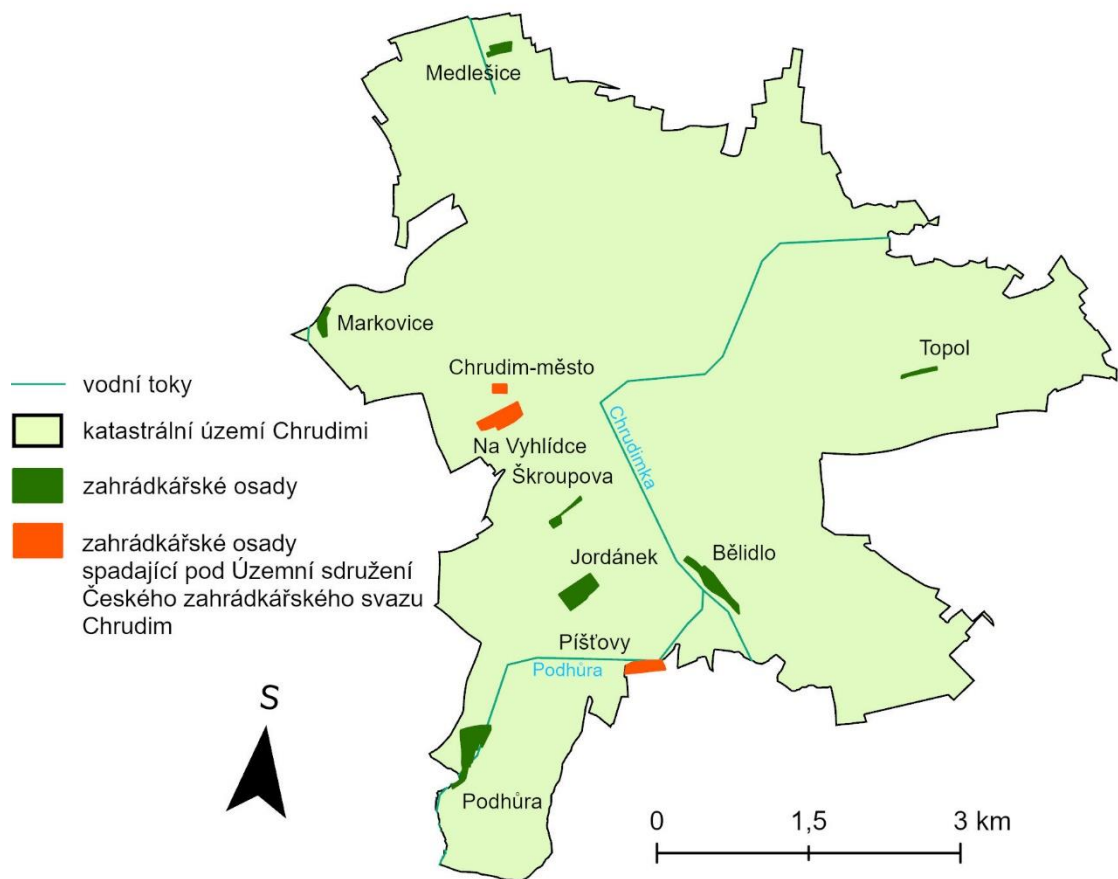 Medlešice
Markovice
Topol
Chrudim-město
Na Vyhlídce
Škroupova
Chrudimka
Jordánek
Bělidlo
Píšťovy
Podhůra
Podhůra
vodní toky
katastrální území Chrudimi
zahrádkářské osady
zahrádkářské osady
spadající pod Územní sdružení
Českého zahrádkářského svazu
Chrudim
S
0 1,5 3 km